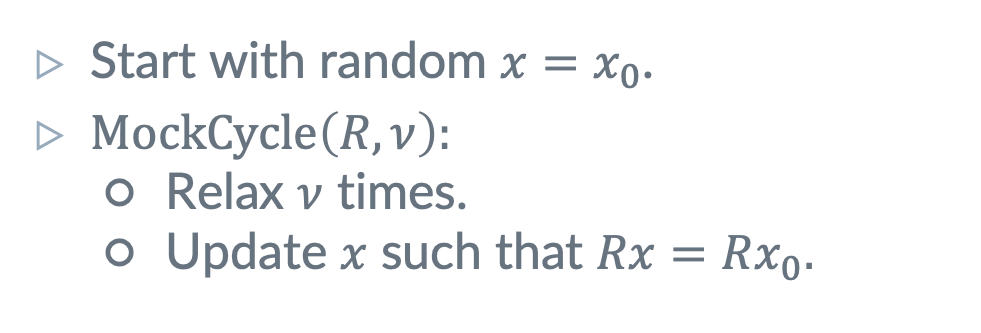 ▷ Start with random x = x₀.
▷ MockCycle(R, ν):
○ Relax ν times.
○ Update x such that Rx = Rx₀.